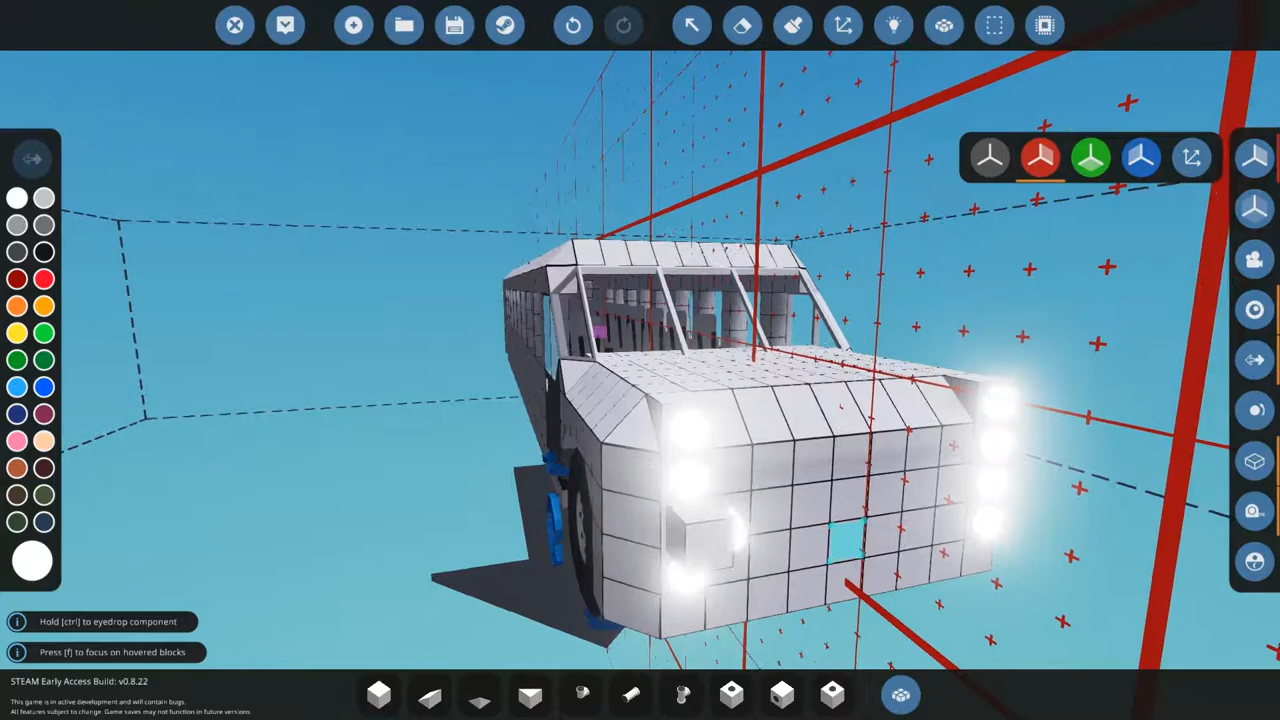 Hold [ctrl] to eyedrop component
Press [f] to focus on hovered blocks
STEAM Early Access Build: v0.8.22
This game is in active development and will contain bugs.
All features subject to change. Game saves may not function in future versions.